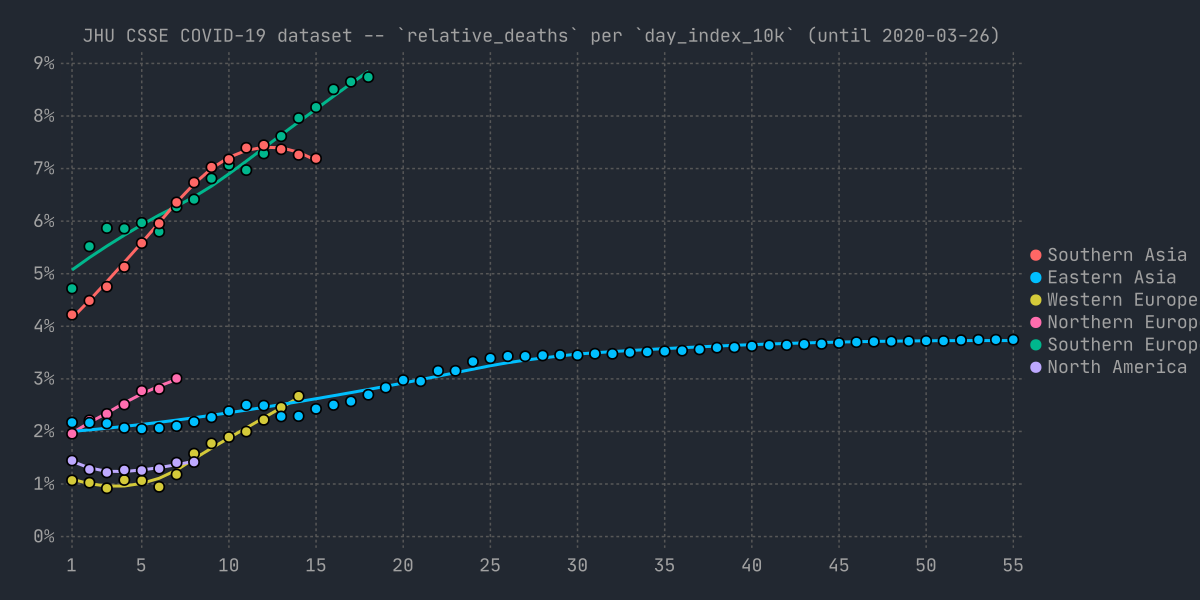 JHU CSSE COVID-19 dataset -- `relative_deaths` per `day_index_10k` (until 2020-03-26)
9%
8%
7%
6%
5%
4%
3%
2%
1%
0%
1 5 10 15 20 25 30 35 40 45 50 55
Southern Asia
Eastern Asia
Western Europe
Northern Europ
Southern Europ
North America